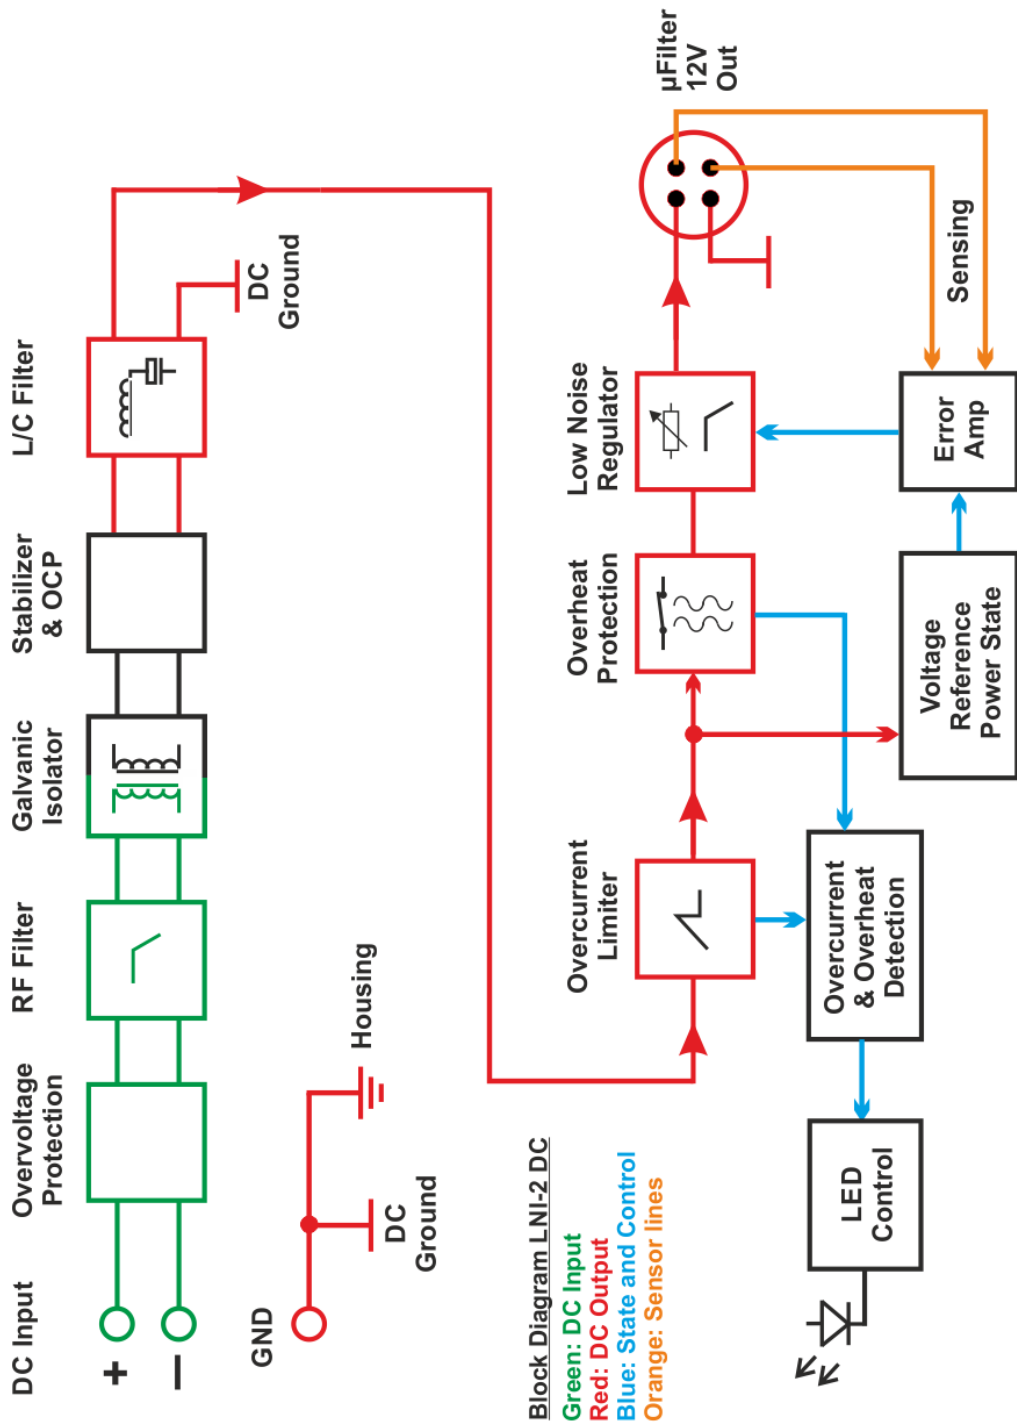 DC Input
Overvoltage
Protection
RF Filter
Galvanic
Isolator
Stabilizer
& OCP
L/C Filter
+
−
DC
Ground
GND
DC
Ground
Housing
Block Diagram LNI-2 DC
Green: DC Input
Red: DC Output
Blue: State and Control
Orange: Sensor lines
Overcurrent
Limiter
Overheat
Protection
Low Noise
Regulator
µFilter
12V
Out
LED
Control
Overcurrent
& Overheat
Detection
Voltage
Reference
Power State
Error
Amp
Sensing